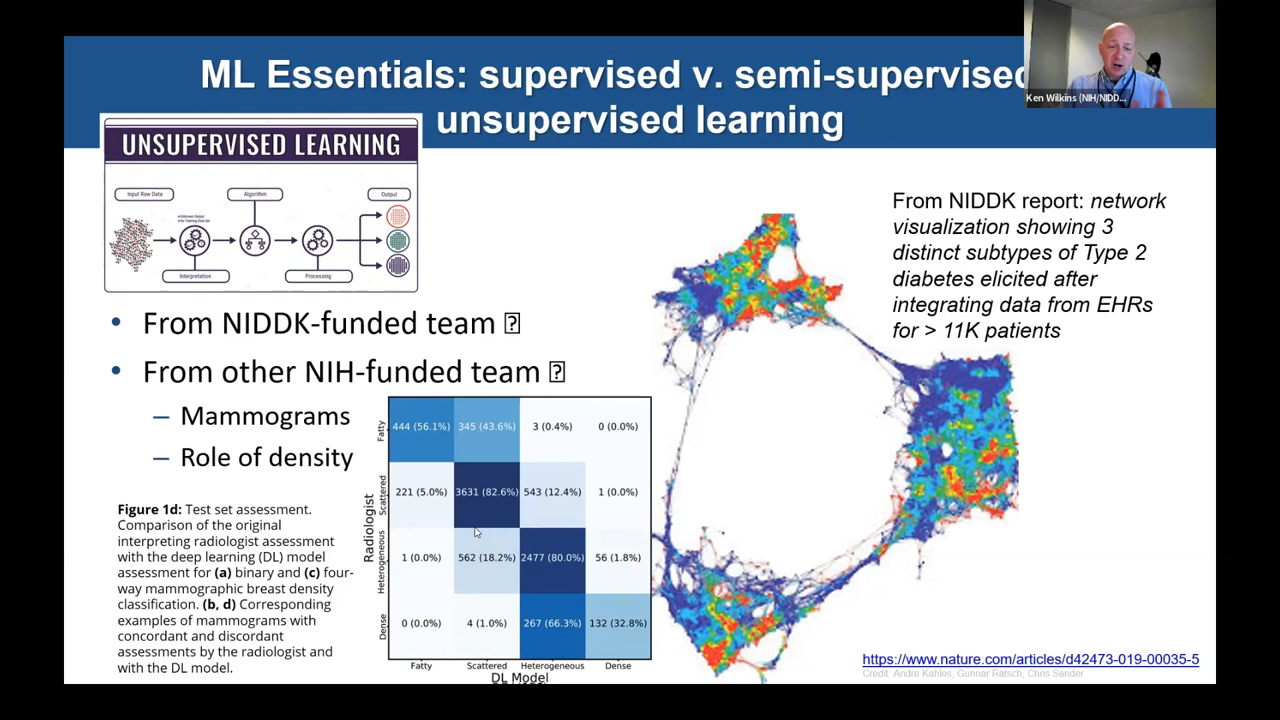 ML Essentials: supervised v. semi-supervised
unsupervised learning
Ken Wilkins (NIH/NIDD...
UNSUPERVISED LEARNING
Input Raw Data
Algorithm
Output
• Unknown Output
• No Training Data Set
Interpretation
Processing
From NIDDK report: network
visualization showing 3
distinct subtypes of Type 2
diabetes elicited after
integrating data from EHRs
for > 11K patients
• From NIDDK-funded team
• From other NIH-funded team
– Mammograms
– Role of density
Figure 1d: Test set assessment.
Comparison of the original
interpreting radiologist assessment
with the deep learning (DL) model
assessment for (a) binary and (c) four-
way mammographic breast density
classification. (b, d) Corresponding
examples of mammograms with
concordant and discordant
assessments by the radiologist and
with the DL model.
Radiologist
Fatty
444 (56.1%) 345 (43.6%) 3 (0.4%) 0 (0.0%)
Scattered
221 (5.0%) 3631 (82.6%) 543 (12.4%) 1 (0.0%)
Heterogeneous
1 (0.0%) 562 (18.2%) 2477 (80.0%) 56 (1.8%)
Dense
0 (0.0%) 4 (1.0%) 267 (66.3%) 132 (32.8%)
Fatty Scattered Heterogeneous Dense
DL Model
https://www.nature.com/articles/d42473-019-00035-5
Credit: Andre Kahles, Gunnar Ratsch, Chris Sander